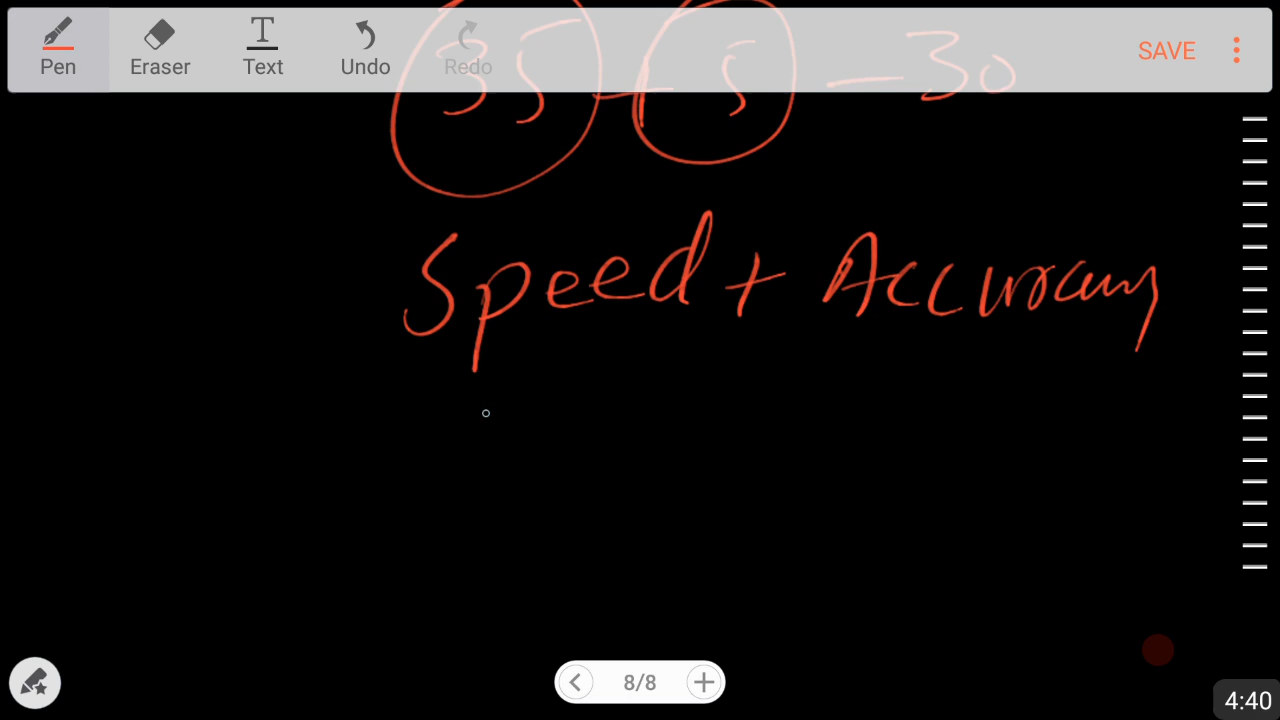 Pen Eraser Text Undo Redo SAVE
35 - 5 - 30
Speed + Accuracy
8/8
4:40